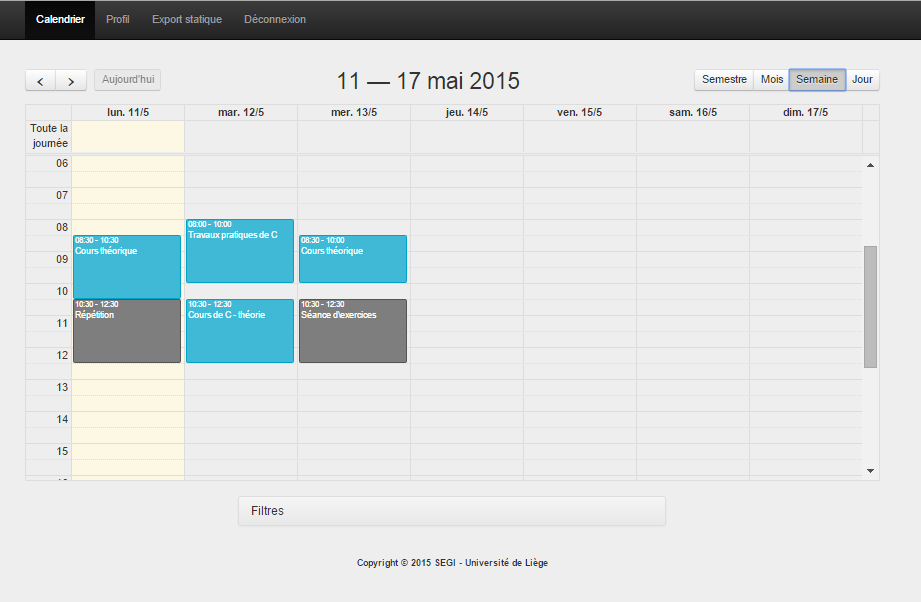 Calendrier Profil Export statique Déconnexion
Aujourd'hui 11 — 17 mai 2015 Semestre Mois Semaine Jour
lun. 11/5 mar. 12/5 mer. 13/5 jeu. 14/5 ven. 15/5 sam. 16/5 dim. 17/5
Toute la
journée
06
07
08
08:00 - 10:00
Travaux pratiques de C
08:30 - 10:30 08:30 - 10:00
Cours théorique Cours théorique
09
10
10:30 - 12:30 10:30 - 12:30 10:30 - 12:30
Répétition Cours de C - théorie Séance d'exercices
11
12
13
14
15
Filtres
Copyright © 2015 SEGI - Université de Liège